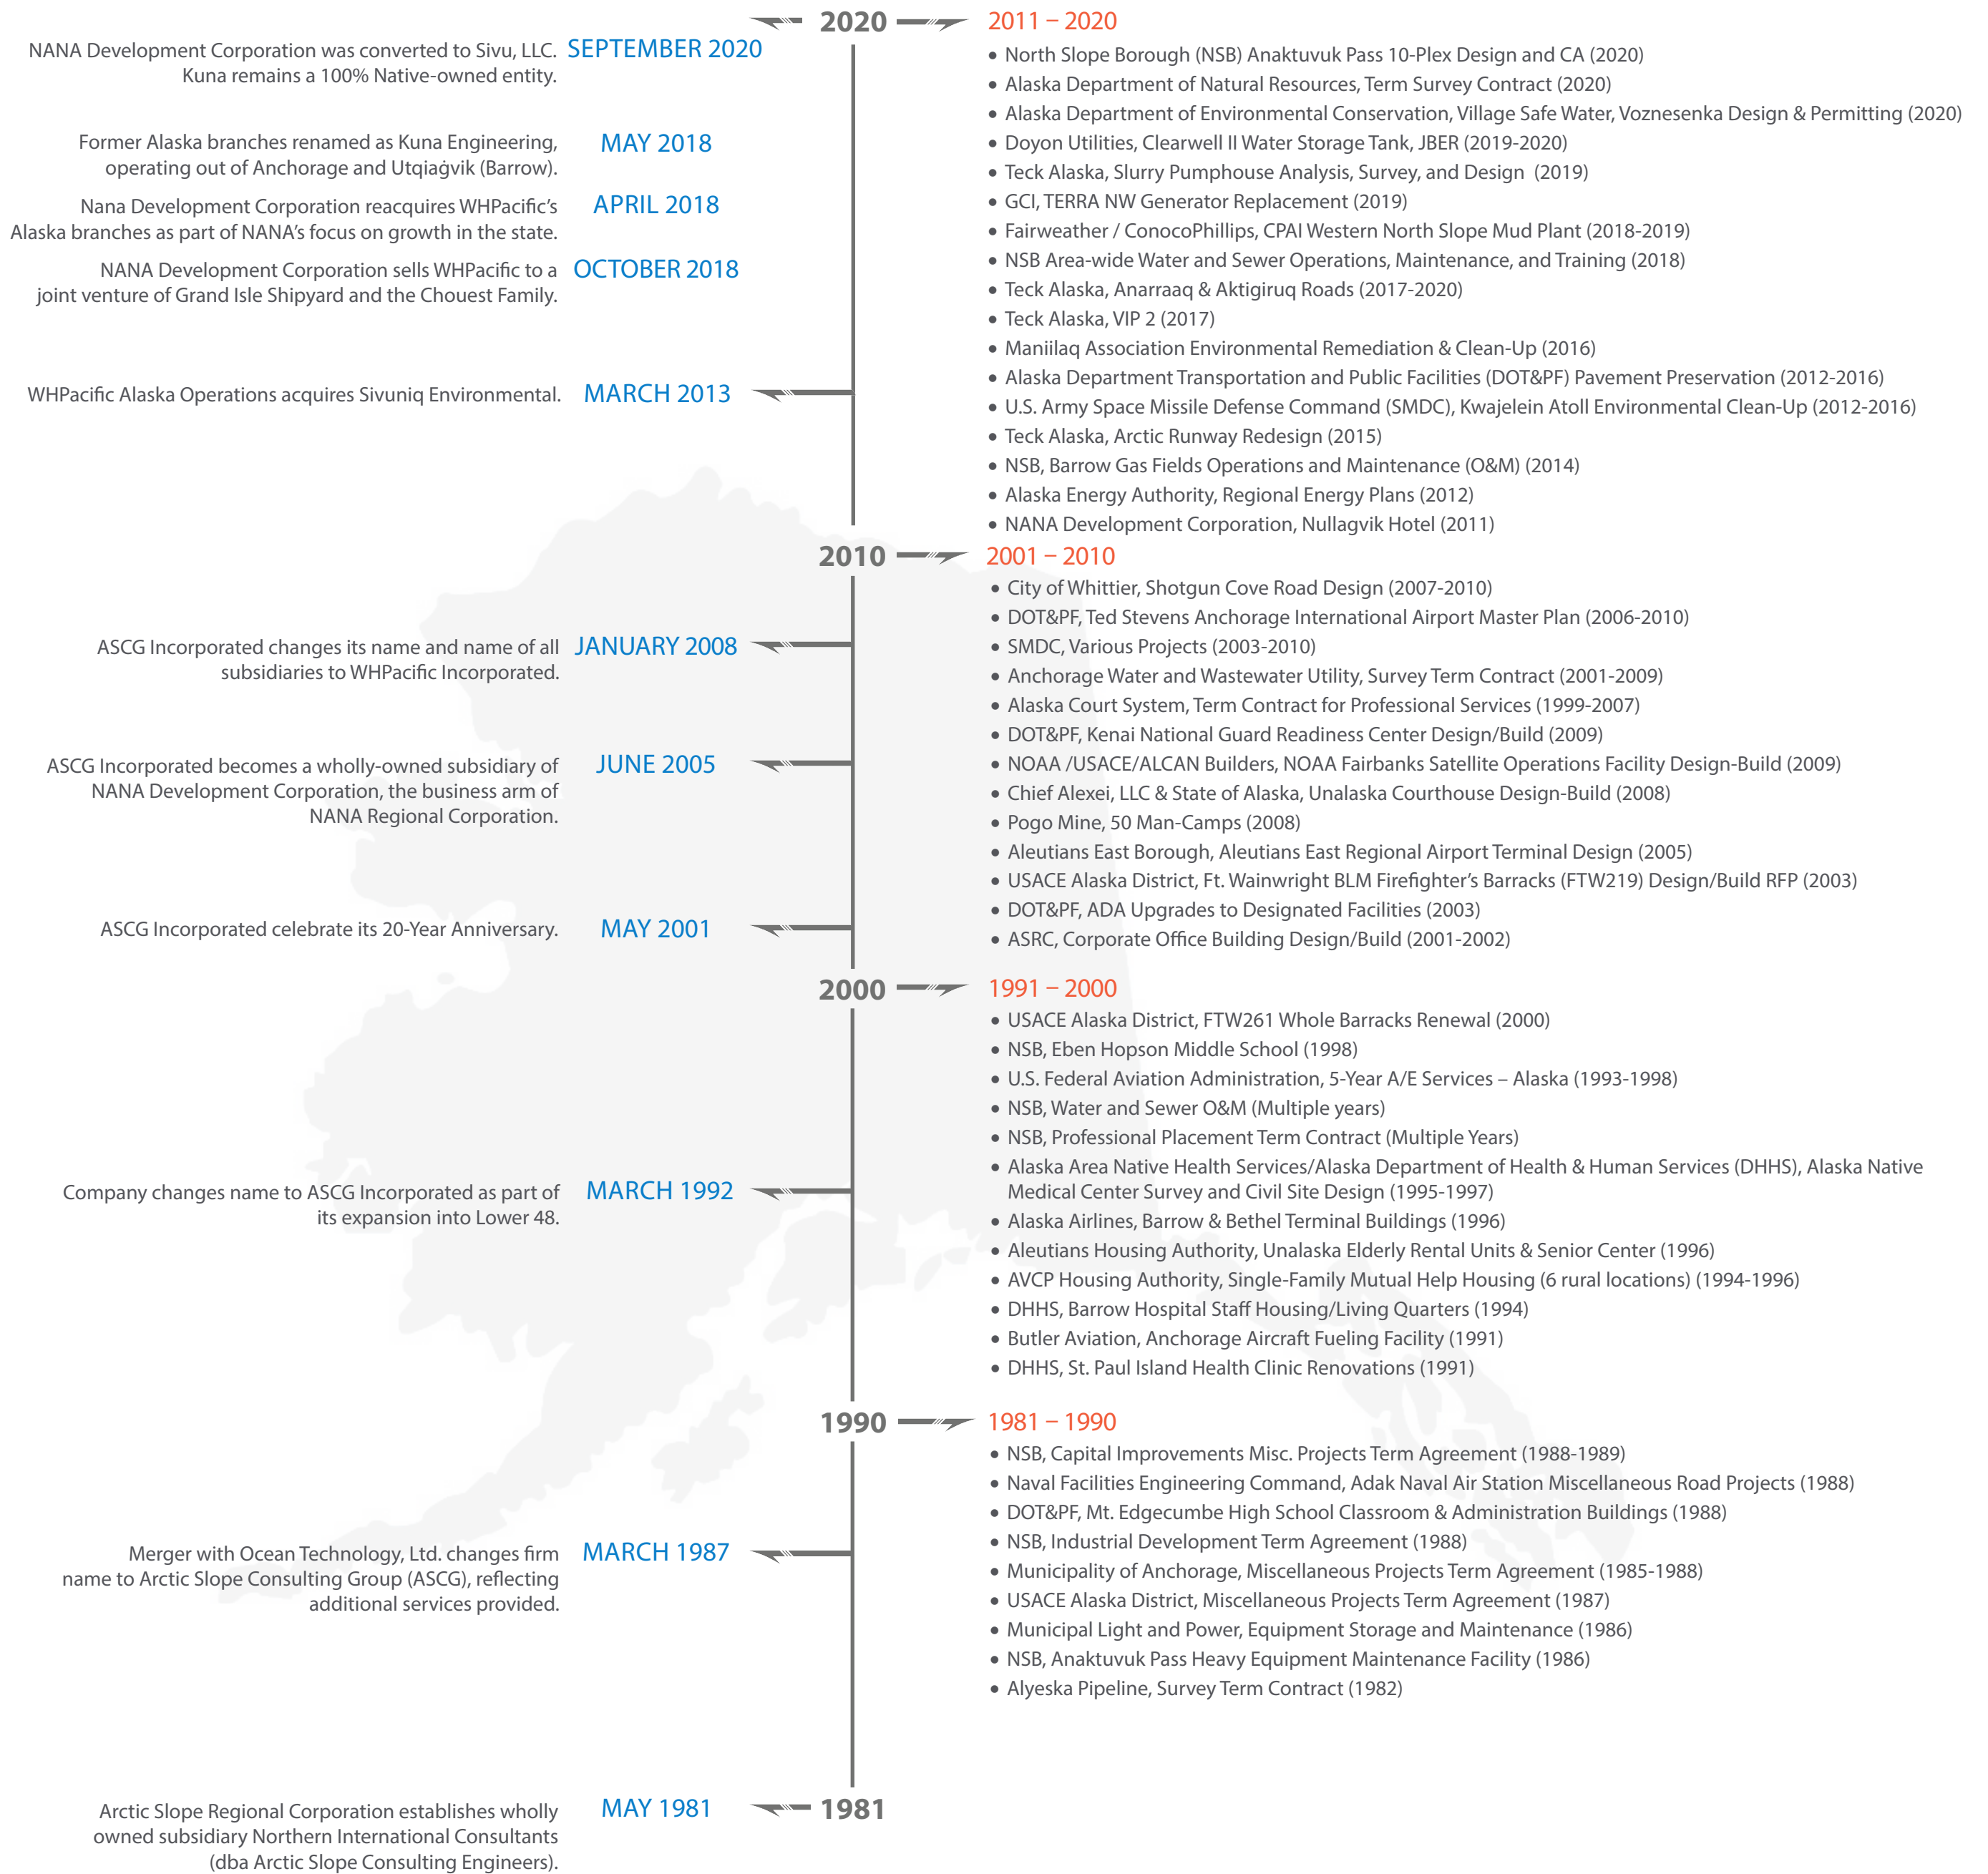 2020
NANA Development Corporation was converted to Sivu, LLC.
Kuna remains a 100% Native-owned entity.
SEPTEMBER 2020
Former Alaska branches renamed as Kuna Engineering,
operating out of Anchorage and Utqiaġvik (Barrow).
MAY 2018
Nana Development Corporation reacquires WHPacific's
Alaska branches as part of NANA's focus on growth in the state.
APRIL 2018
NANA Development Corporation sells WHPacific to a
joint venture of Grand Isle Shipyard and the Chouest Family.
OCTOBER 2018
WHPacific Alaska Operations acquires Sivuniq Environmental.
MARCH 2013
2011 – 2020
• North Slope Borough (NSB) Anaktuvuk Pass 10-Plex Design and CA (2020)
• Alaska Department of Natural Resources, Term Survey Contract (2020)
• Alaska Department of Environmental Conservation, Village Safe Water, Voznesenka Design & Permitting (2020)
• Doyon Utilities, Clearwell II Water Storage Tank, JBER (2019-2020)
• Teck Alaska, Slurry Pumphouse Analysis, Survey, and Design (2019)
• GCI, TERRA NW Generator Replacement (2019)
• Fairweather / ConocoPhillips, CPAI Western North Slope Mud Plant (2018-2019)
• NSB Area-wide Water and Sewer Operations, Maintenance, and Training (2018)
• Teck Alaska, Anarraaq & Aktigiruq Roads (2017-2020)
• Teck Alaska, VIP 2 (2017)
• Maniilaq Association Environmental Remediation & Clean-Up (2016)
• Alaska Department Transportation and Public Facilities (DOT&PF) Pavement Preservation (2012-2016)
• U.S. Army Space Missile Defense Command (SMDC), Kwajelein Atoll Environmental Clean-Up (2012-2016)
• Teck Alaska, Arctic Runway Redesign (2015)
• NSB, Barrow Gas Fields Operations and Maintenance (O&M) (2014)
• Alaska Energy Authority, Regional Energy Plans (2012)
• NANA Development Corporation, Nullagvik Hotel (2011)
2010
ASCG Incorporated changes its name and name of all
subsidiaries to WHPacific Incorporated.
JANUARY 2008
ASCG Incorporated becomes a wholly-owned subsidiary of
NANA Development Corporation, the business arm of
NANA Regional Corporation.
JUNE 2005
ASCG Incorporated celebrate its 20-Year Anniversary.
MAY 2001
2001 – 2010
• City of Whittier, Shotgun Cove Road Design (2007-2010)
• DOT&PF, Ted Stevens Anchorage International Airport Master Plan (2006-2010)
• SMDC, Various Projects (2003-2010)
• Anchorage Water and Wastewater Utility, Survey Term Contract (2001-2009)
• Alaska Court System, Term Contract for Professional Services (1999-2007)
• DOT&PF, Kenai National Guard Readiness Center Design/Build (2009)
• NOAA /USACE/ALCAN Builders, NOAA Fairbanks Satellite Operations Facility Design-Build (2009)
• Chief Alexei, LLC & State of Alaska, Unalaska Courthouse Design-Build (2008)
• Pogo Mine, 50 Man-Camps (2008)
• Aleutians East Borough, Aleutians East Regional Airport Terminal Design (2005)
• USACE Alaska District, Ft. Wainwright BLM Firefighter's Barracks (FTW219) Design/Build RFP (2003)
• DOT&PF, ADA Upgrades to Designated Facilities (2003)
• ASRC, Corporate Office Building Design/Build (2001-2002)
2000
Company changes name to ASCG Incorporated as part of
its expansion into Lower 48.
MARCH 1992
1991 – 2000
• USACE Alaska District, FTW261 Whole Barracks Renewal (2000)
• NSB, Eben Hopson Middle School (1998)
• U.S. Federal Aviation Administration, 5-Year A/E Services – Alaska (1993-1998)
• NSB, Water and Sewer O&M (Multiple years)
• NSB, Professional Placement Term Contract (Multiple Years)
• Alaska Area Native Health Services/Alaska Department of Health & Human Services (DHHS), Alaska Native
Medical Center Survey and Civil Site Design (1995-1997)
• Alaska Airlines, Barrow & Bethel Terminal Buildings (1996)
• Aleutians Housing Authority, Unalaska Elderly Rental Units & Senior Center (1996)
• AVCP Housing Authority, Single-Family Mutual Help Housing (6 rural locations) (1994-1996)
• DHHS, Barrow Hospital Staff Housing/Living Quarters (1994)
• Butler Aviation, Anchorage Aircraft Fueling Facility (1991)
• DHHS, St. Paul Island Health Clinic Renovations (1991)
1990
Merger with Ocean Technology, Ltd. changes firm
name to Arctic Slope Consulting Group (ASCG), reflecting
additional services provided.
MARCH 1987
1981 – 1990
• NSB, Capital Improvements Misc. Projects Term Agreement (1988-1989)
• Naval Facilities Engineering Command, Adak Naval Air Station Miscellaneous Road Projects (1988)
• DOT&PF, Mt. Edgecumbe High School Classroom & Administration Buildings (1988)
• NSB, Industrial Development Term Agreement (1988)
• Municipality of Anchorage, Miscellaneous Projects Term Agreement (1985-1988)
• USACE Alaska District, Miscellaneous Projects Term Agreement (1987)
• Municipal Light and Power, Equipment Storage and Maintenance (1986)
• NSB, Anaktuvuk Pass Heavy Equipment Maintenance Facility (1986)
• Alyeska Pipeline, Survey Term Contract (1982)
Arctic Slope Regional Corporation establishes wholly
owned subsidiary Northern International Consultants
(dba Arctic Slope Consulting Engineers).
MAY 1981
1981